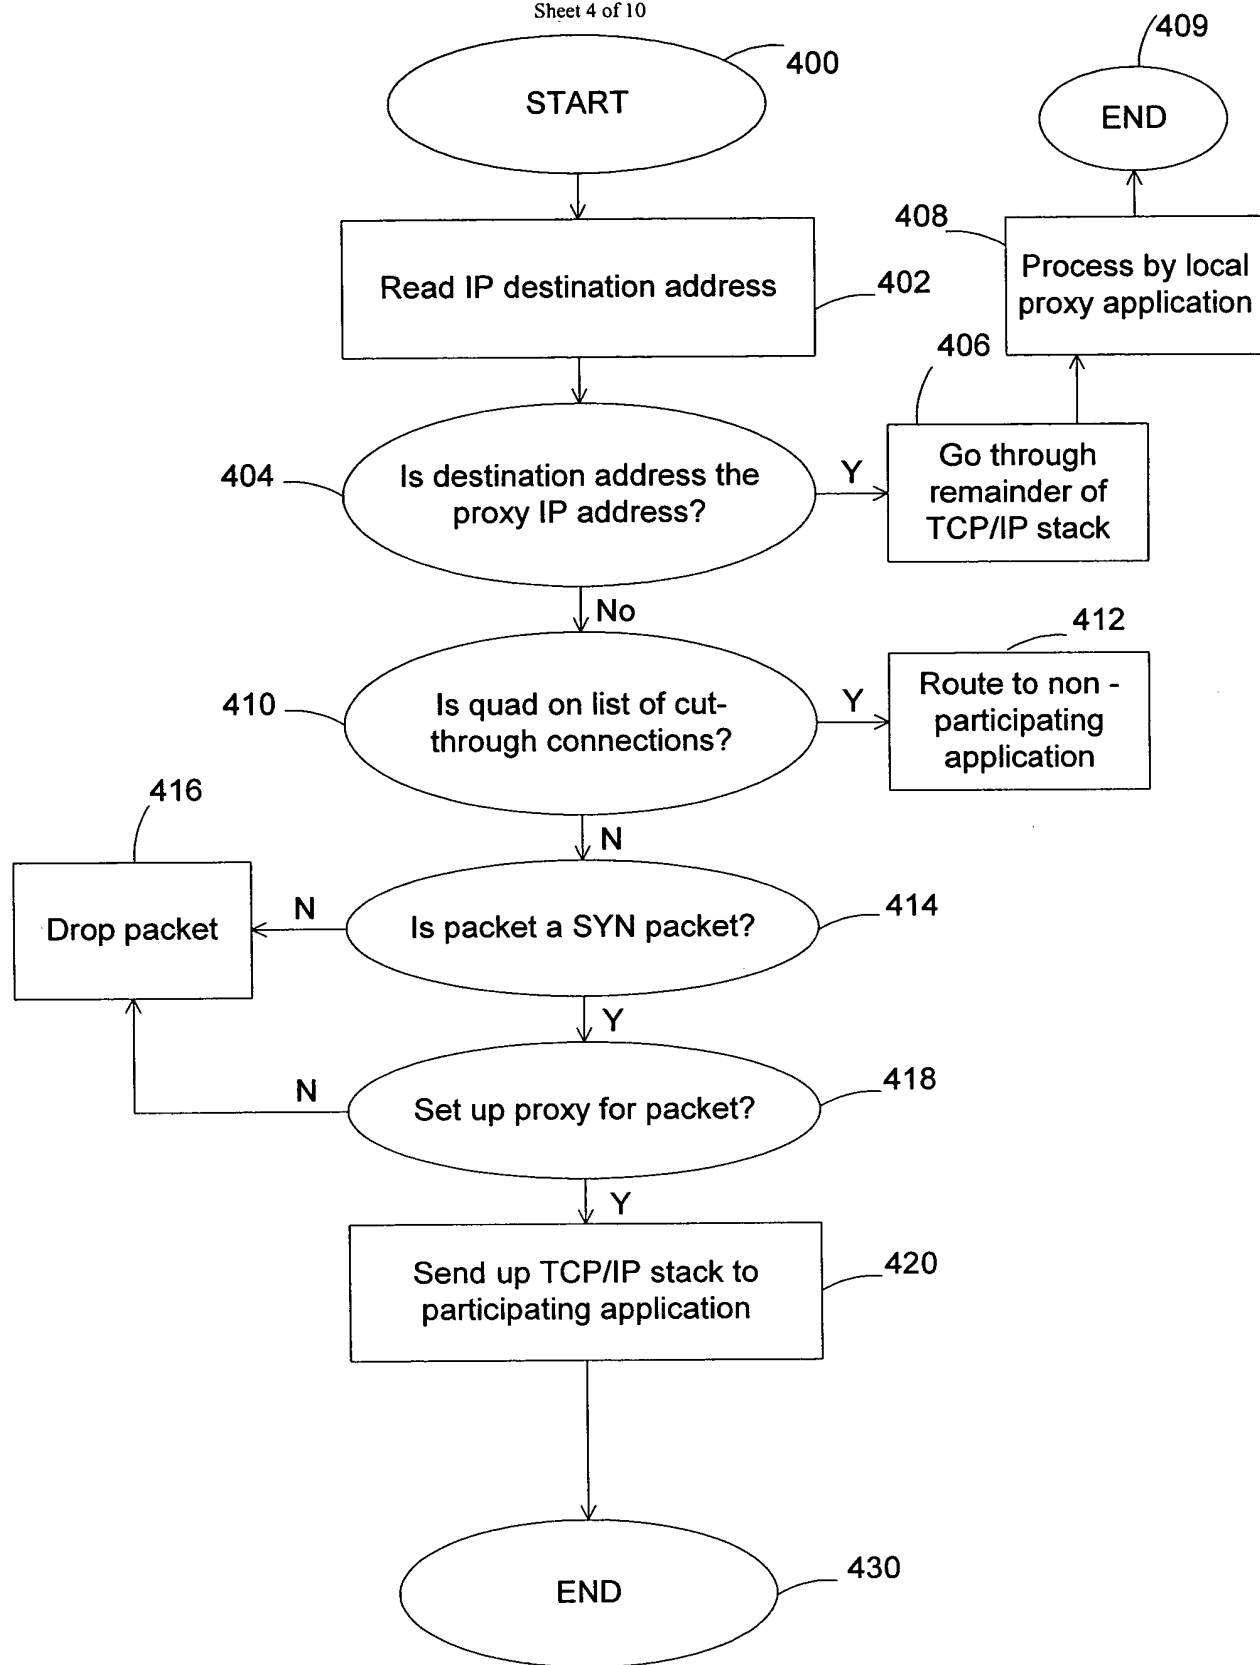 Sheet 4 of 10
400
START
409
END
408
Process by local
proxy application
Read IP destination address
402
406
404
Is destination address the
proxy IP address?
Y
Go through
remainder of
TCP/IP stack
No
412
410
Is quad on list of cut-
through connections?
Y
Route to non -
participating
application
416
N
Drop packet
N
Is packet a SYN packet?
414
Y
N
Set up proxy for packet?
418
Y
Send up TCP/IP stack to
participating application
420
END
430